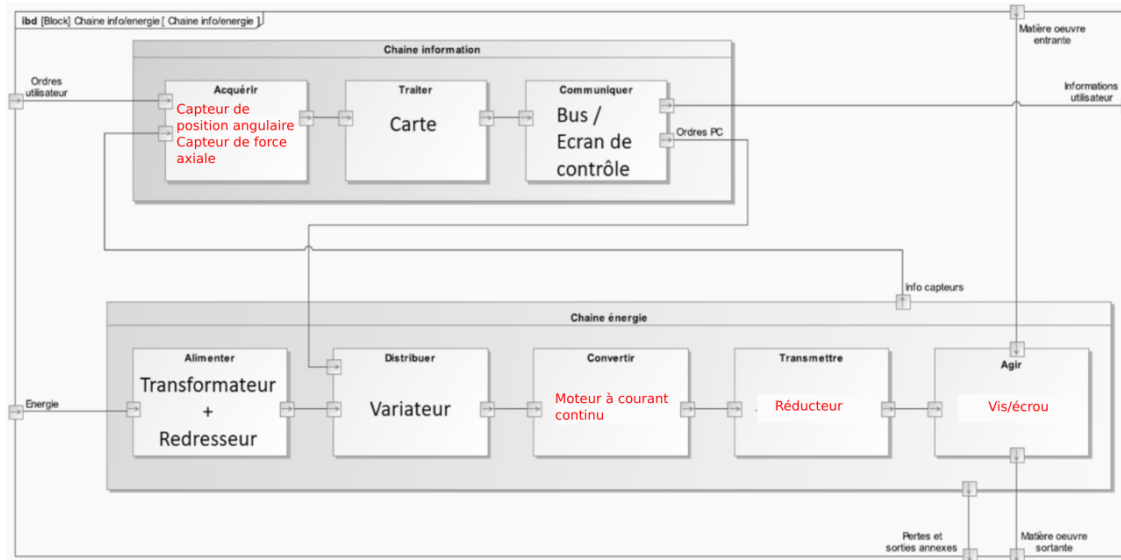 ibd [Block] Chaine info/energie [ Chaine info/energie ]
Matière oeuvre
entrante
Chaine information
Ordres
utilisateur
Acquérir
Capteur de
position angulaire
Capteur de force
axiale
Traiter
Carte
Communiquer
Bus /
Ecran de
contrôle
Informations
utilisateur
Ordres PC
Info capteurs
Chaine énergie
Energie
Alimenter
Transformateur
+
Redresseur
Distribuer
Variateur
Convertir
Moteur à courant
continu
Transmettre
Réducteur
Agir
Vis/écrou
Pertes et
sorties annexes
Matière oeuvre
sortante